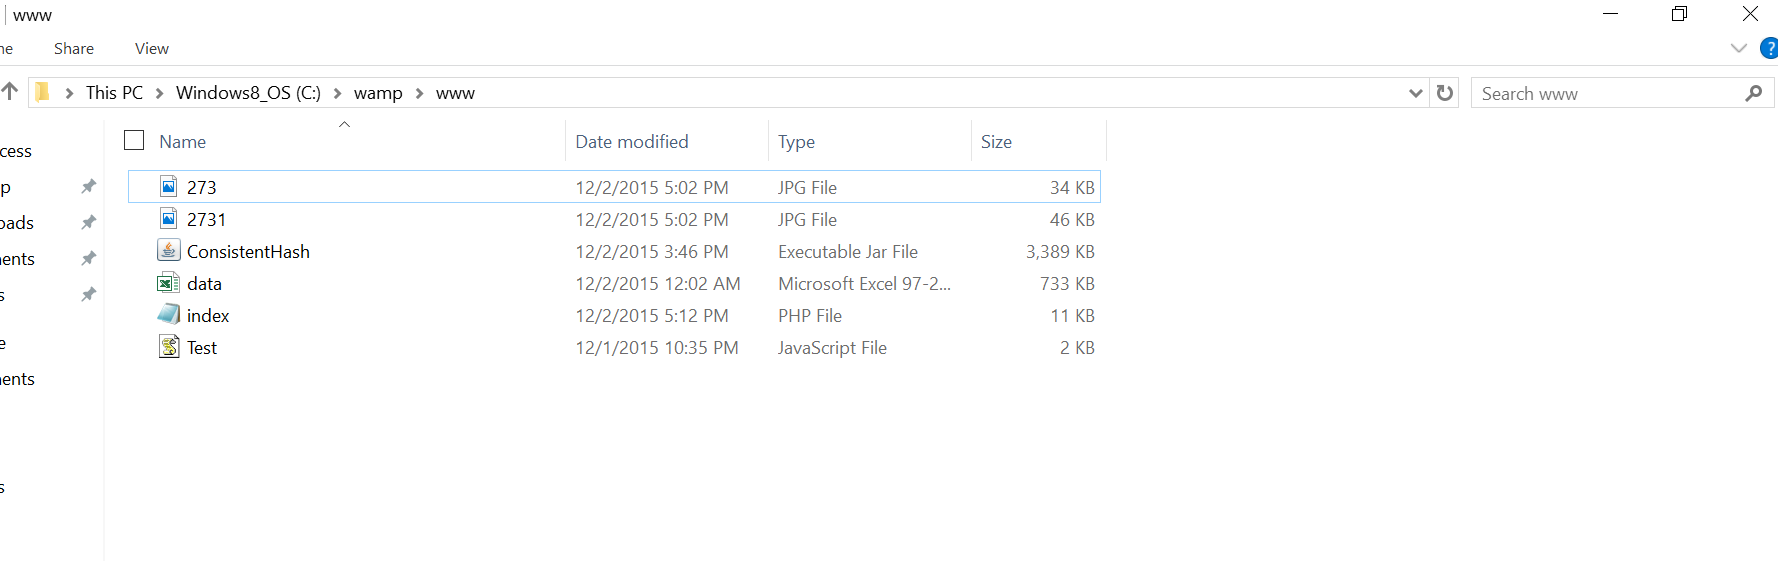 www
ne Share View
This PC Windows8_OS (C:) wamp www
Search www
Name Date modified Type Size
cess
273 12/2/2015 5:02 PM JPG File 34 KB
p
2731 12/2/2015 5:02 PM JPG File 46 KB
oads
ConsistentHash 12/2/2015 3:46 PM Executable Jar File 3,389 KB
nents
data 12/2/2015 12:02 AM Microsoft Excel 97-2... 733 KB
s
index 12/2/2015 5:12 PM PHP File 11 KB
e
Test 12/1/2015 10:35 PM JavaScript File 2 KB
nents
s
s